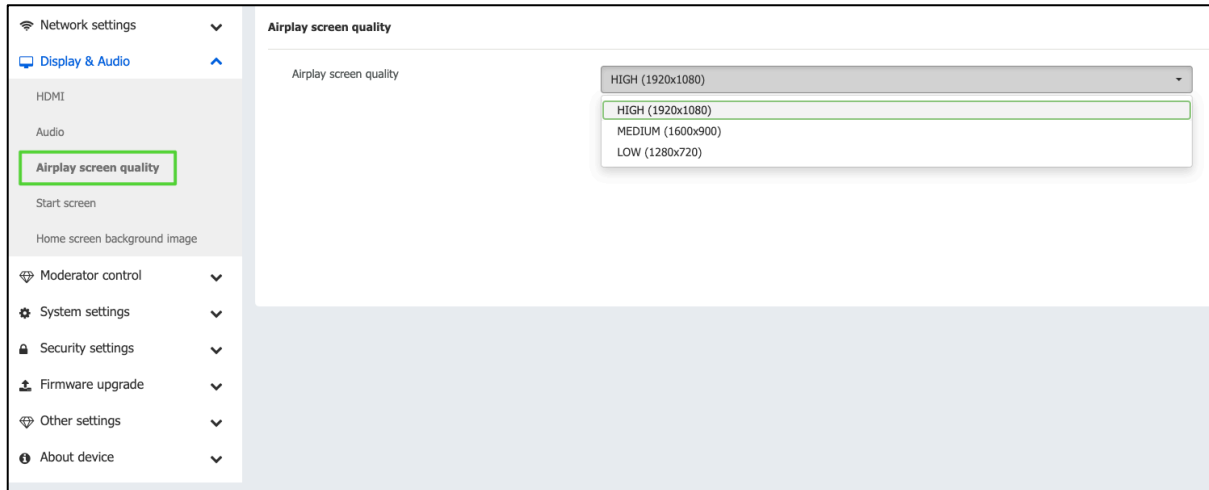 Network settings
Display & Audio
HDMI
Audio
Airplay screen quality
Start screen
Home screen background image
Moderator control
System settings
Security settings
Firmware upgrade
Other settings
About device
Airplay screen quality
Airplay screen quality
HIGH (1920x1080)
HIGH (1920x1080)
MEDIUM (1600x900)
LOW (1280x720)